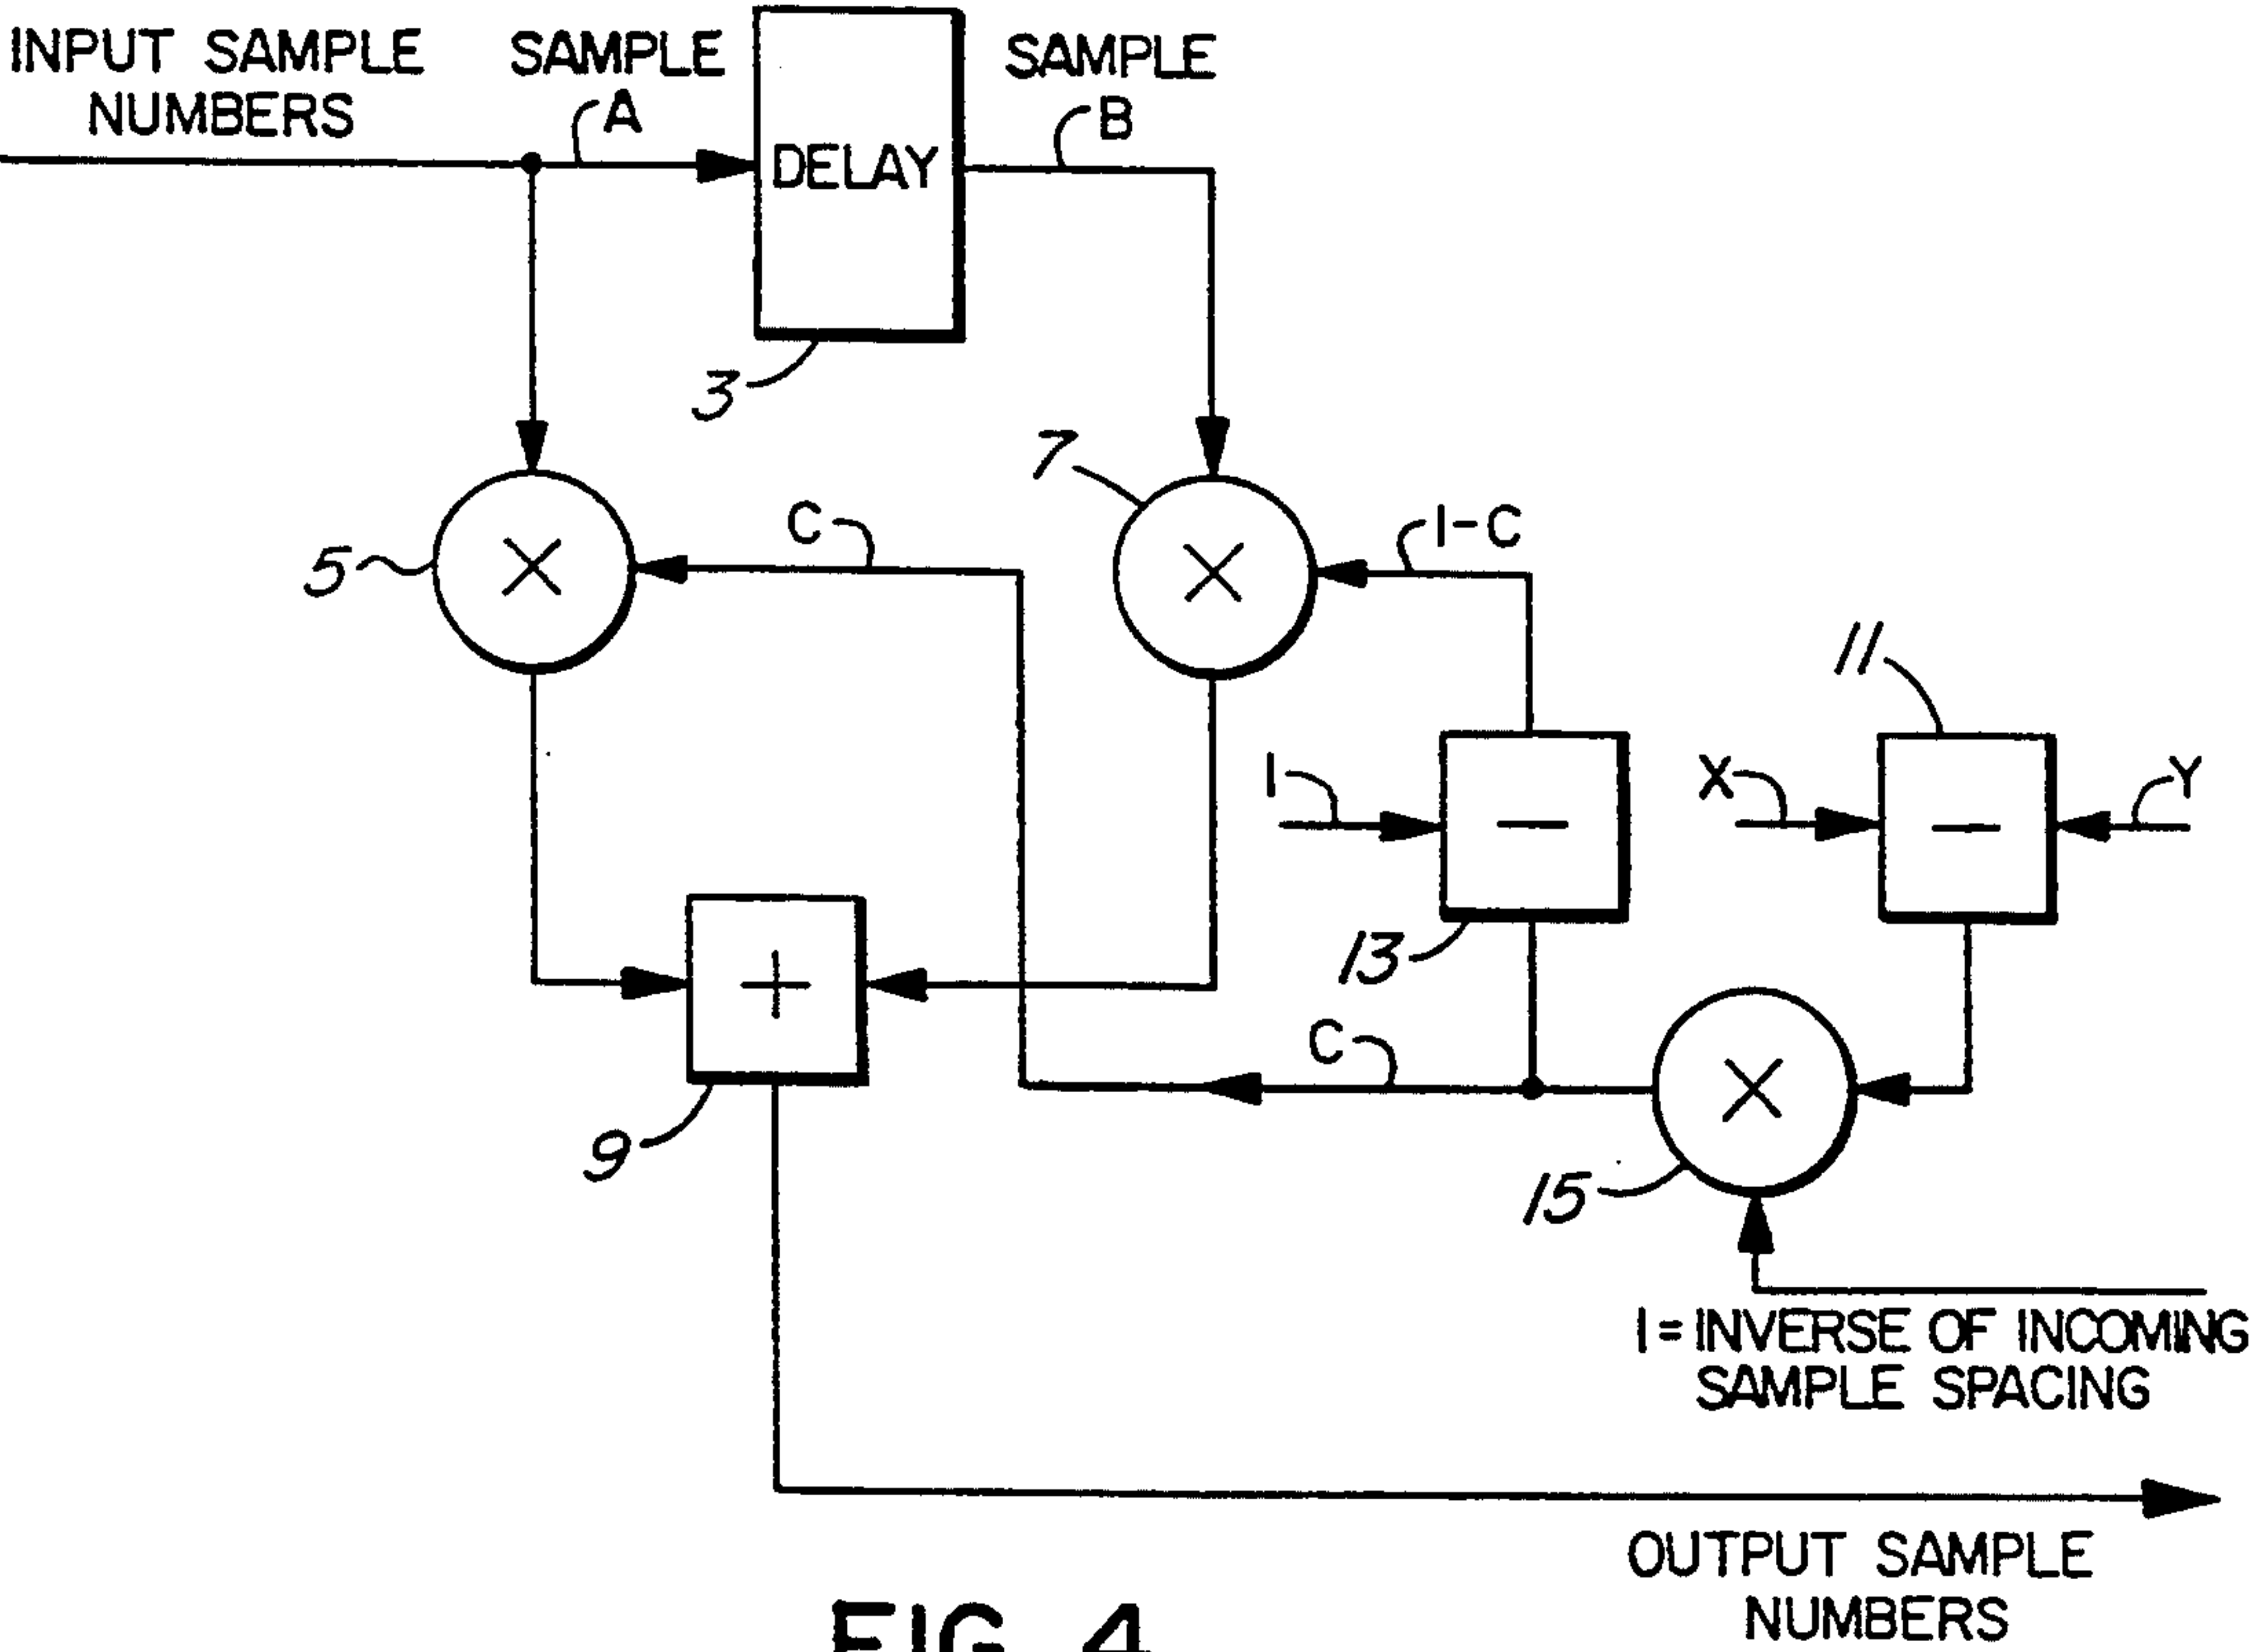 INPUT SAMPLE
NUMBERS
SAMPLE
A
SAMPLE
B
DELAY
3
7
5
C
1-C
11
1
X
Y
13
9
C
15
1 = INVERSE OF INCOMING
SAMPLE SPACING
OUTPUT SAMPLE
NUMBERS
FIG. 4